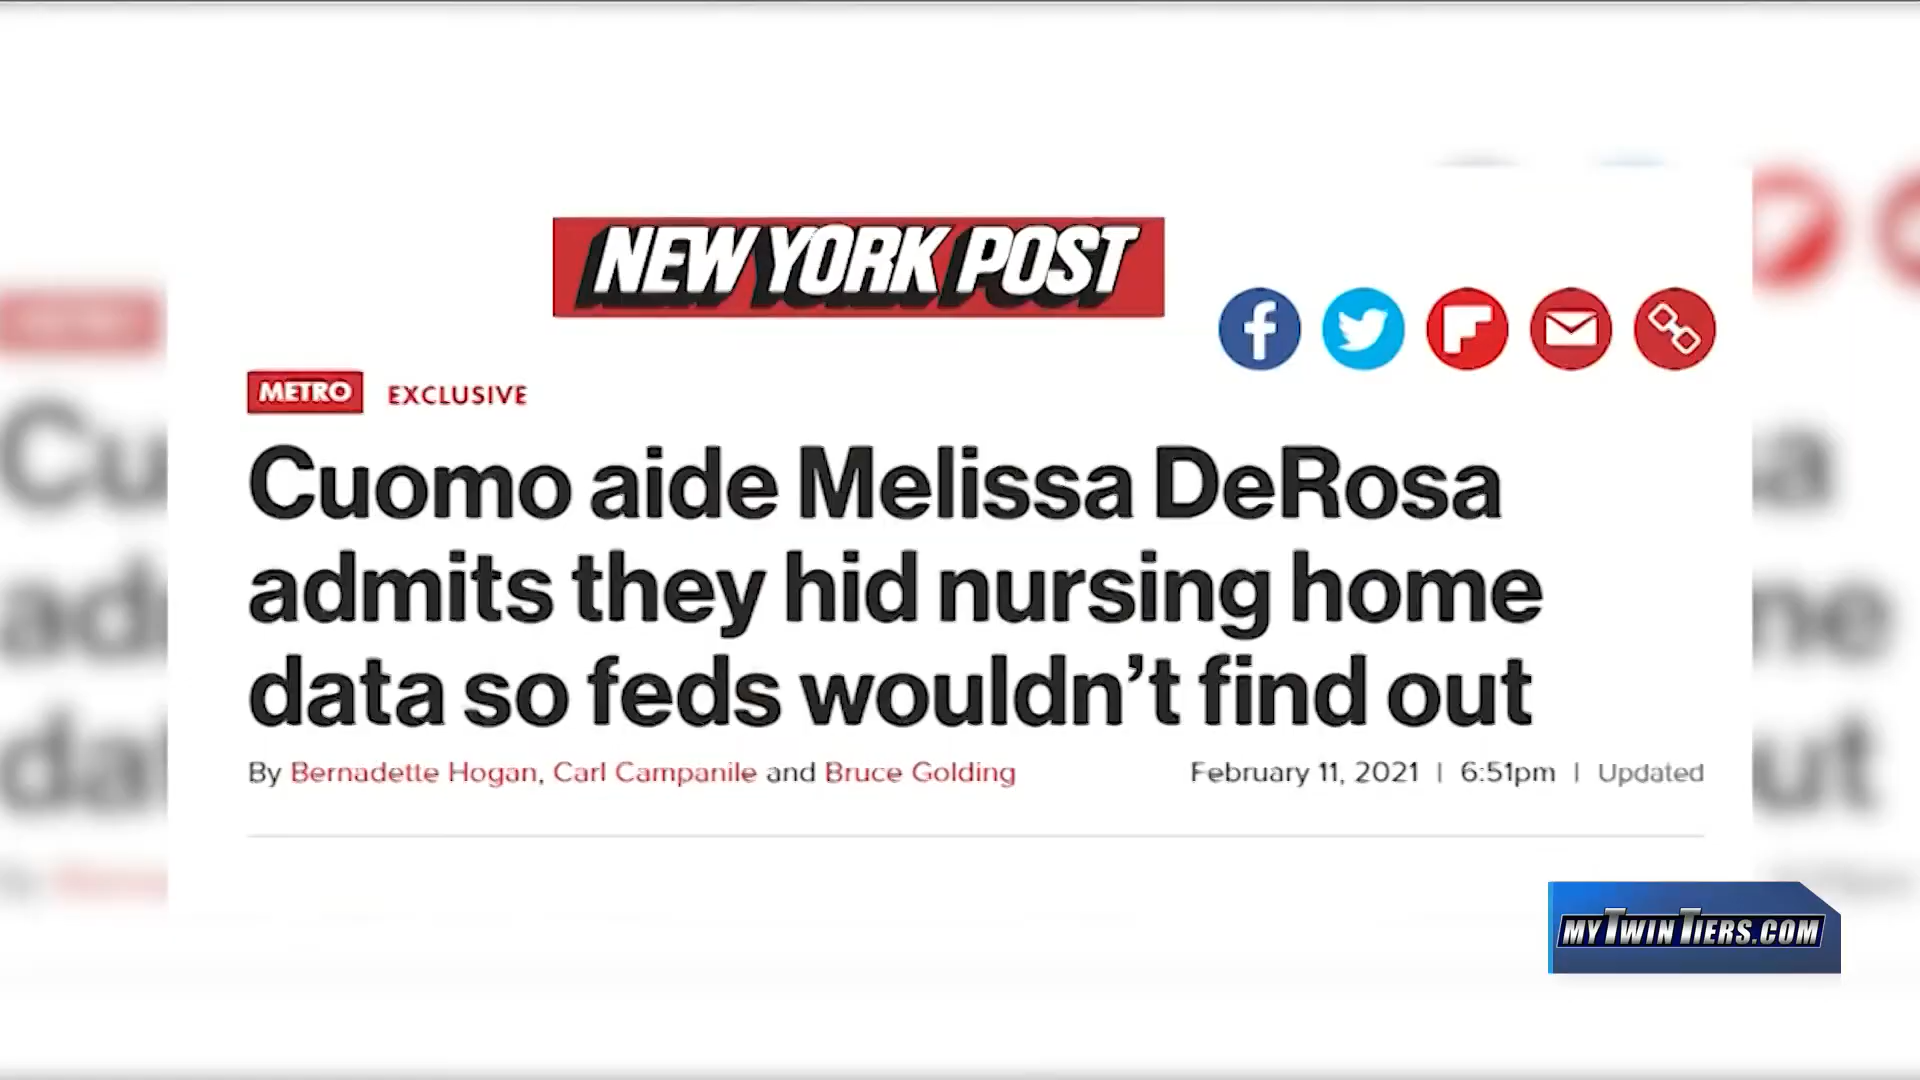 NEW YORK POST
METRO EXCLUSIVE
Cuomo aide Melissa DeRosa
admits they hid nursing home
data so feds wouldn't find out
By Bernadette Hogan, Carl Campanile and Bruce Golding February 11, 2021 | 6:51pm | Updated
MYTWINTIERS.COM